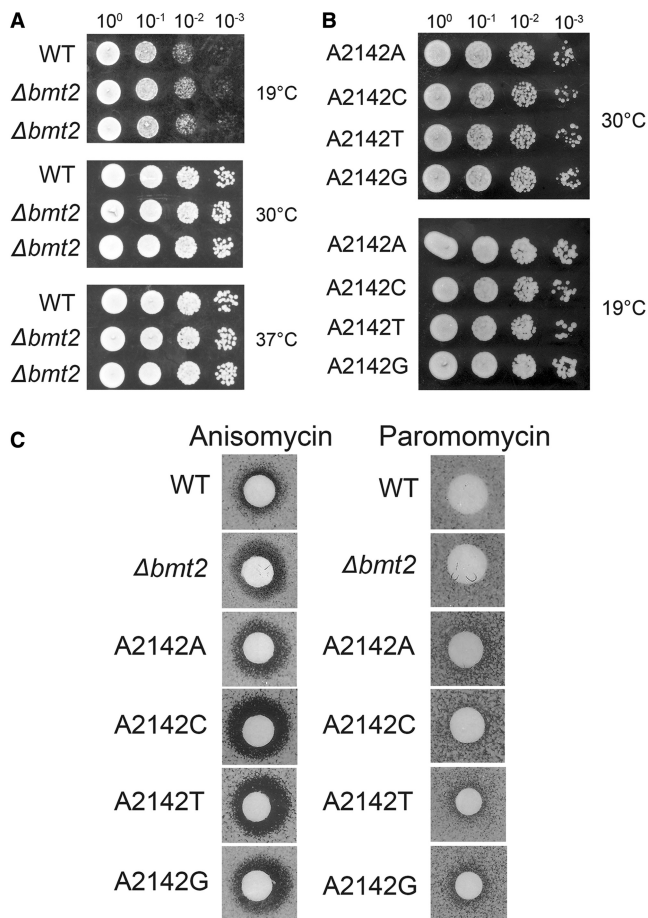 A
10⁰ 10⁻¹ 10⁻² 10⁻³
WT
Δbmt2
Δbmt2
19°C
WT
Δbmt2
Δbmt2
30°C
WT
Δbmt2
Δbmt2
37°C
B
10⁰ 10⁻¹ 10⁻² 10⁻³
A2142A
A2142C
A2142T
A2142G
30°C
A2142A
A2142C
A2142T
A2142G
19°C
C
Anisomycin Paromomycin
WT WT
Δbmt2 Δbmt2
A2142A A2142A
A2142C A2142C
A2142T A2142T
A2142G A2142G